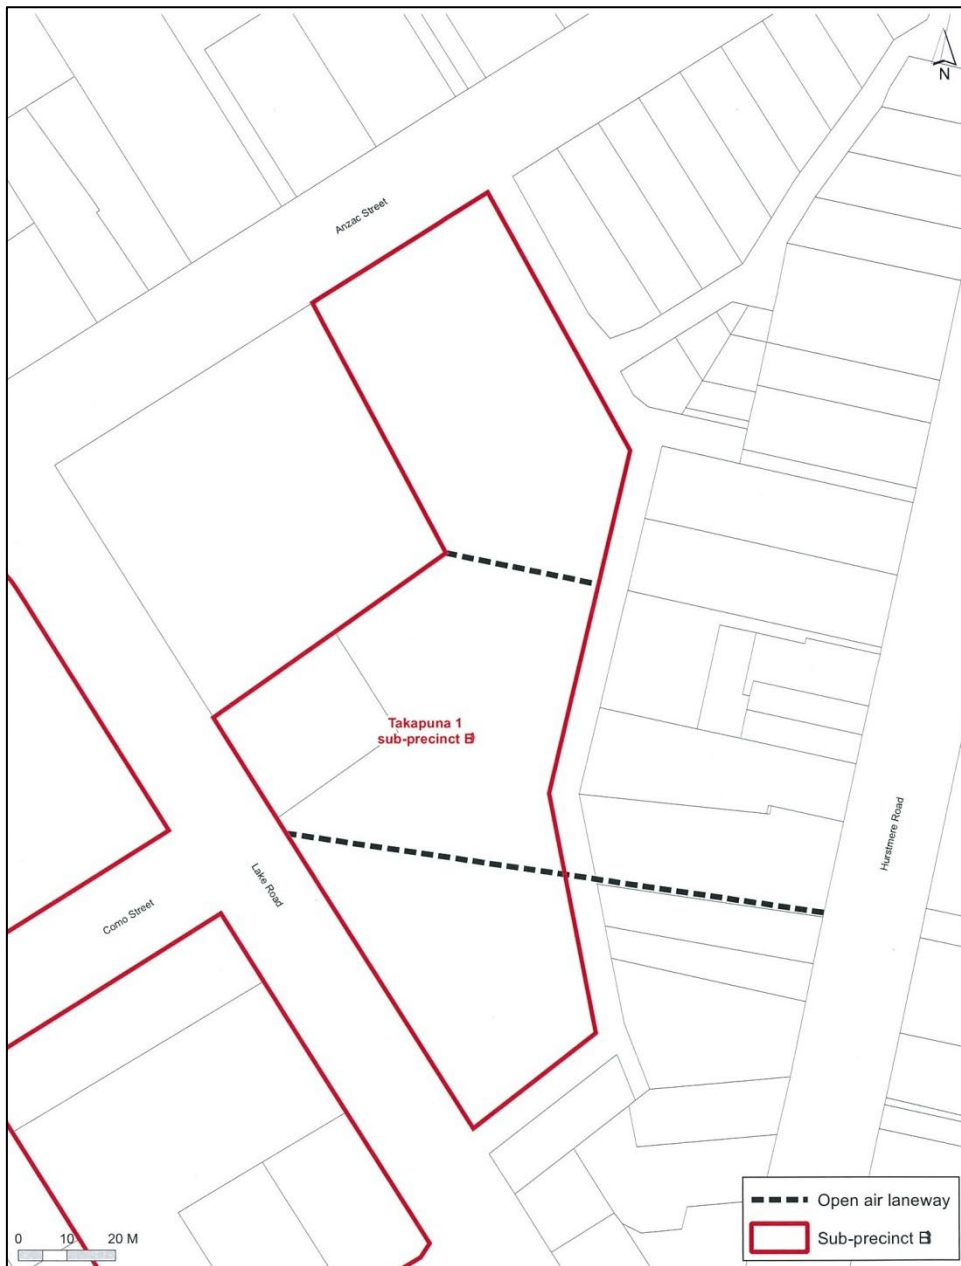 N
Anzac Street
Takapuna 1
sub-precinct
Hurstmere Road
Lake Road
Como Street
Open air laneway
Sub-precinct
0 10 20 M